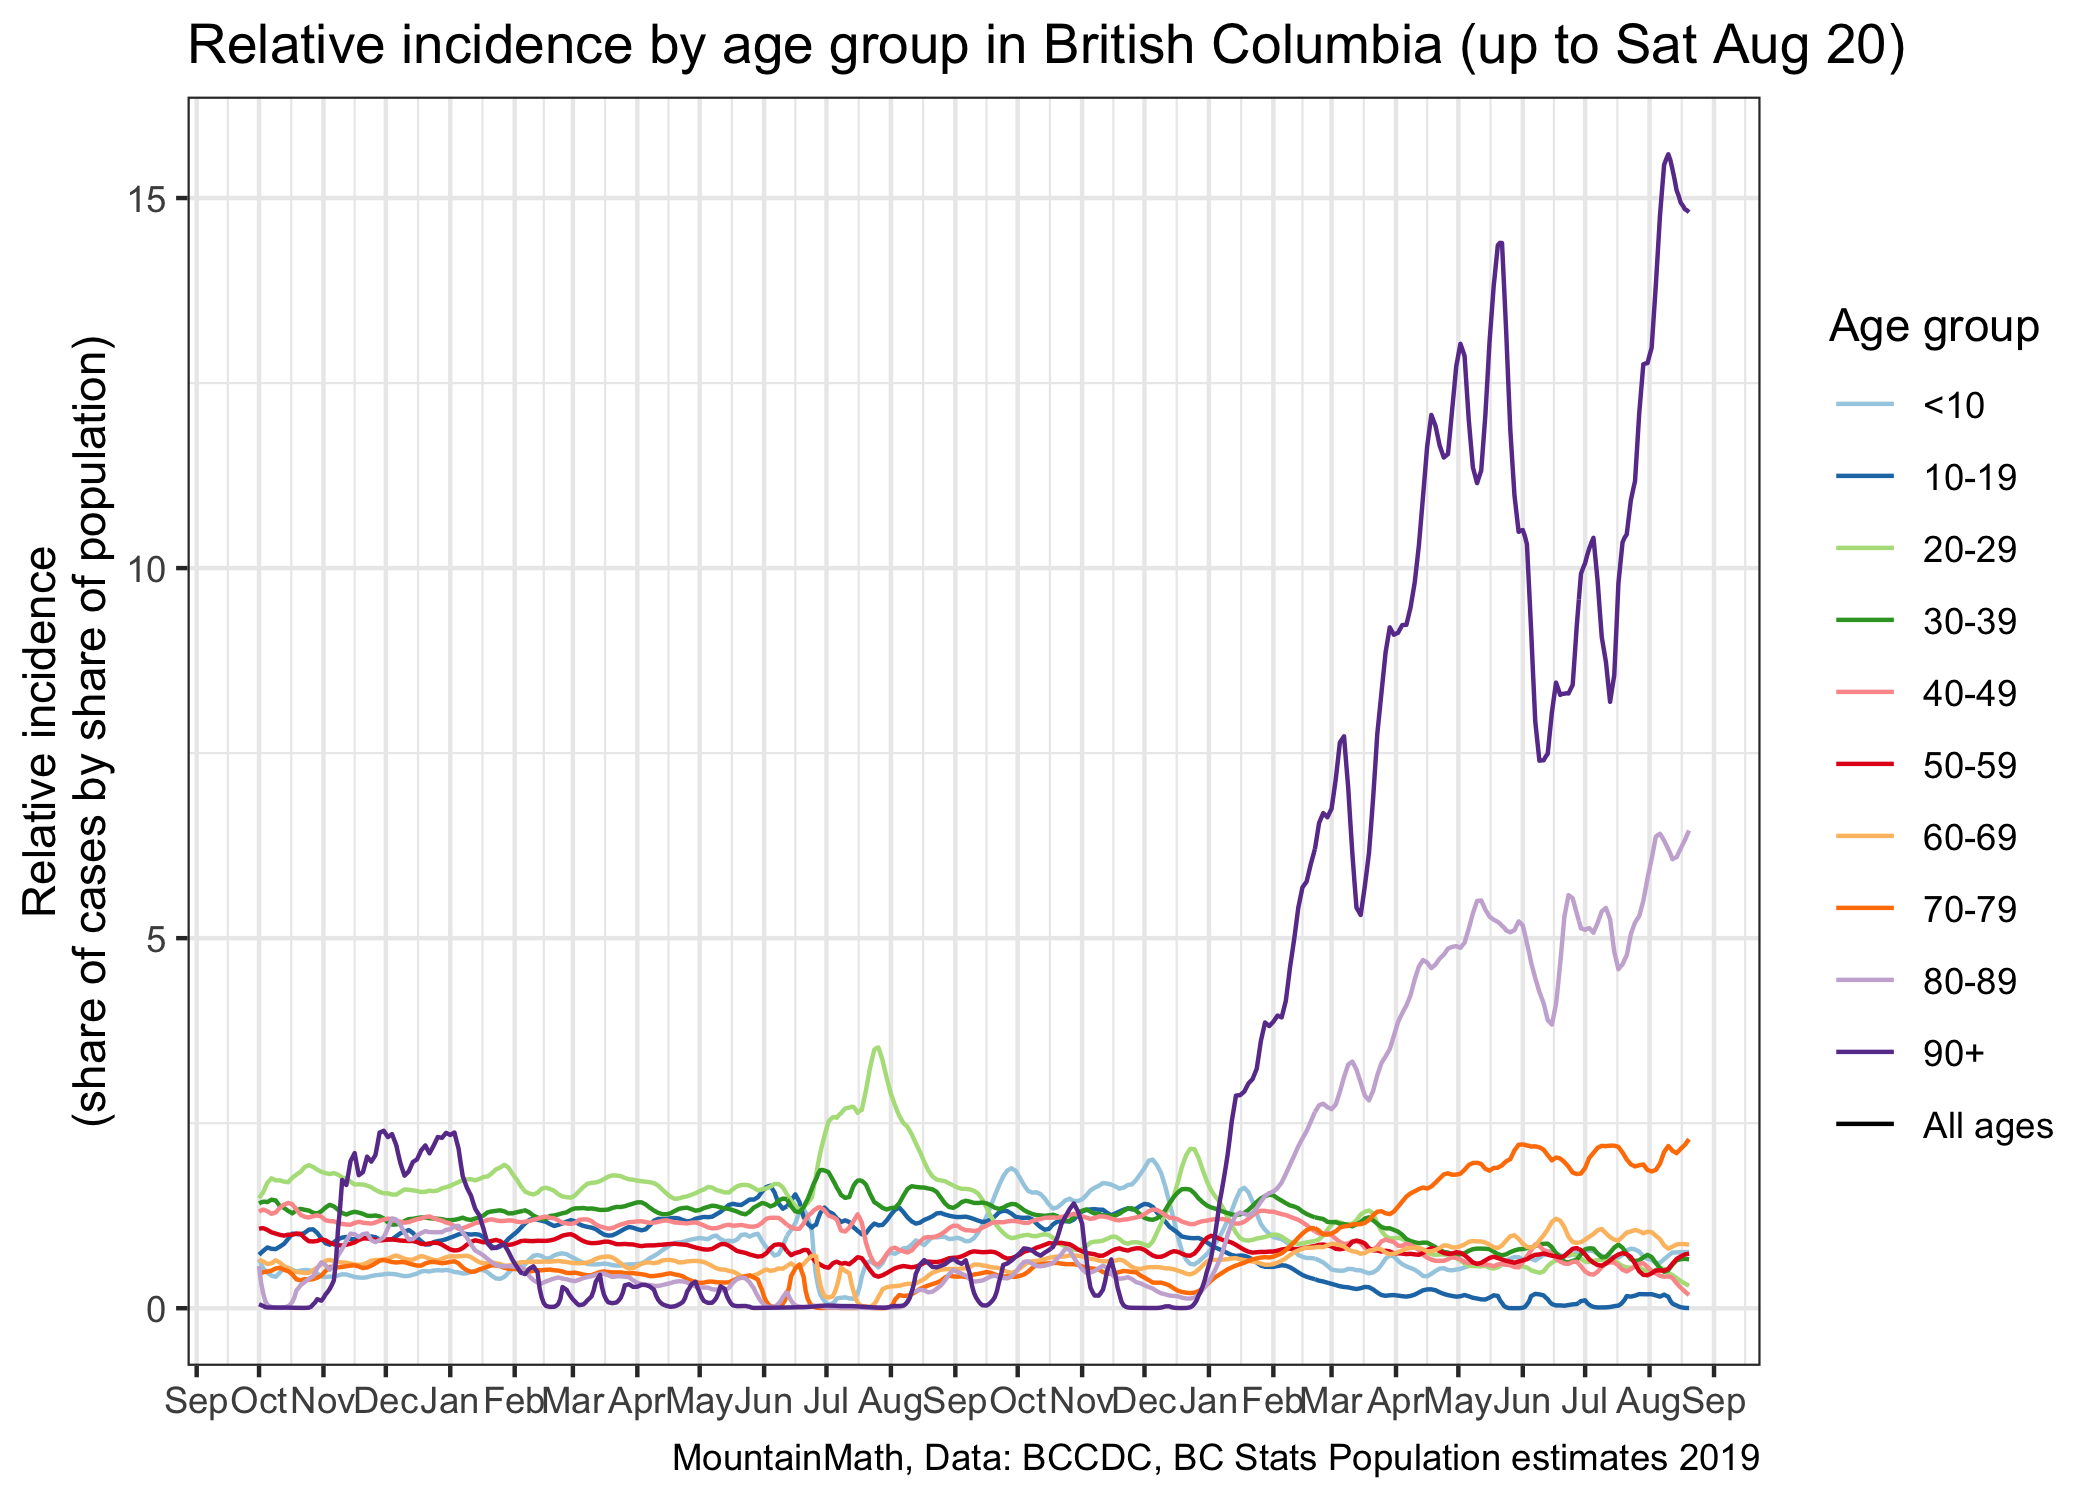 Relative incidence by age group in British Columbia (up to Sat Aug 20)
Relative incidence
(share of cases by share of population)
15
10
5
0
Sep Oct Nov Dec Jan Feb Mar Apr May Jun Jul Aug Sep Oct Nov Dec Jan Feb Mar Apr May Jun Jul Aug Sep
Age group
<10
10-19
20-29
30-39
40-49
50-59
60-69
70-79
80-89
90+
All ages
MountainMath, Data: BCCDC, BC Stats Population estimates 2019